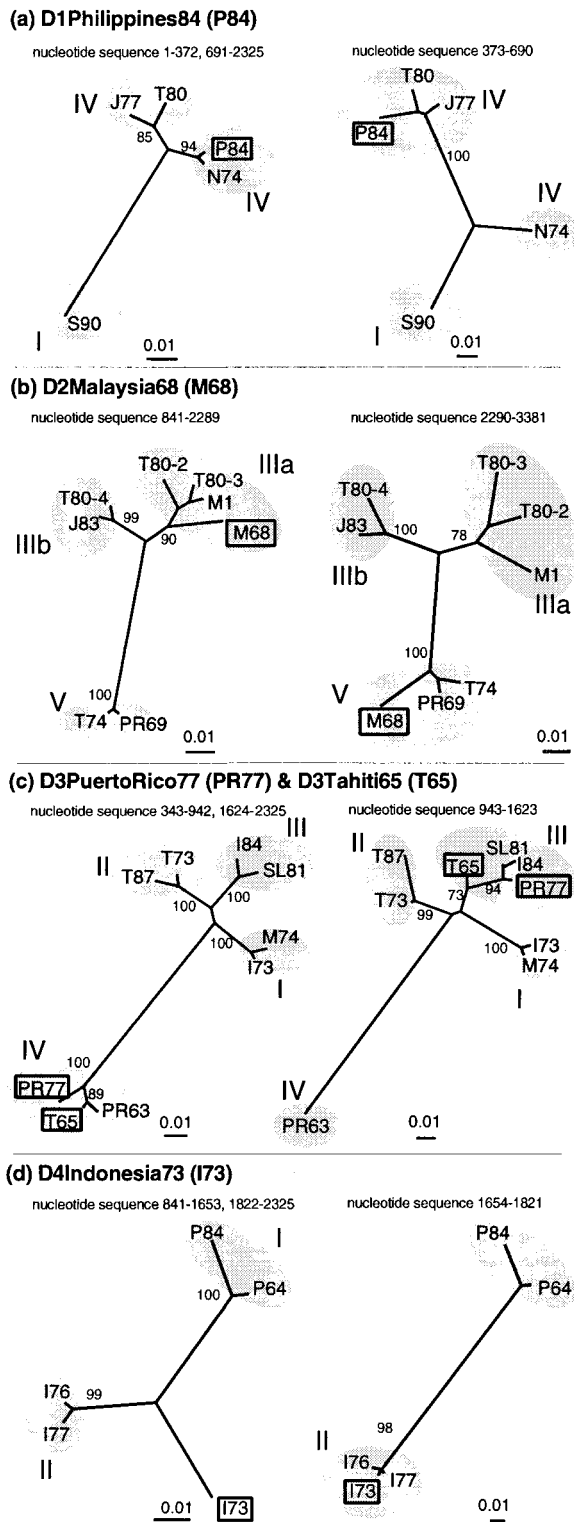 (a) D1Philippines84 (P84)
nucleotide sequence 1-372, 691-2325
IV
J77
T80
85
94
P84
N74
IV
S90
I
0.01
nucleotide sequence 373-690
T80
J77
IV
P84
100
IV
N74
S90
I
0.01
(b) D2Malaysia68 (M68)
nucleotide sequence 841-2289
T80-2
IIIa
T80-3
M1
T80-4
99
J83
90
M68
IIIb
100
V
T74
PR69
0.01
nucleotide sequence 2290-3381
T80-3
T80-4
T80-2
J83
100
78
IIIb
M1
IIIa
100
V
T74
PR69
M68
0.01
(c) D3PuertoRico77 (PR77) & D3Tahiti65 (T65)
nucleotide sequence 343-942, 1624-2325
III
II
T73
I84
T87
SL81
100
100
100
M74
I73
I
IV
100
PR77
89
T65
PR63
0.01
nucleotide sequence 943-1623
II
III
T87
SL81
T65
I84
T73
73
94
PR77
99
100
I73
M74
I
IV
PR63
0.01
(d) D4Indonesia73 (I73)
nucleotide sequence 841-1653, 1822-2325
P84
I
100
P64
I76
99
I77
II
0.01
I73
nucleotide sequence 1654-1821
P84
P64
98
II
I76
I77
I73
0.01